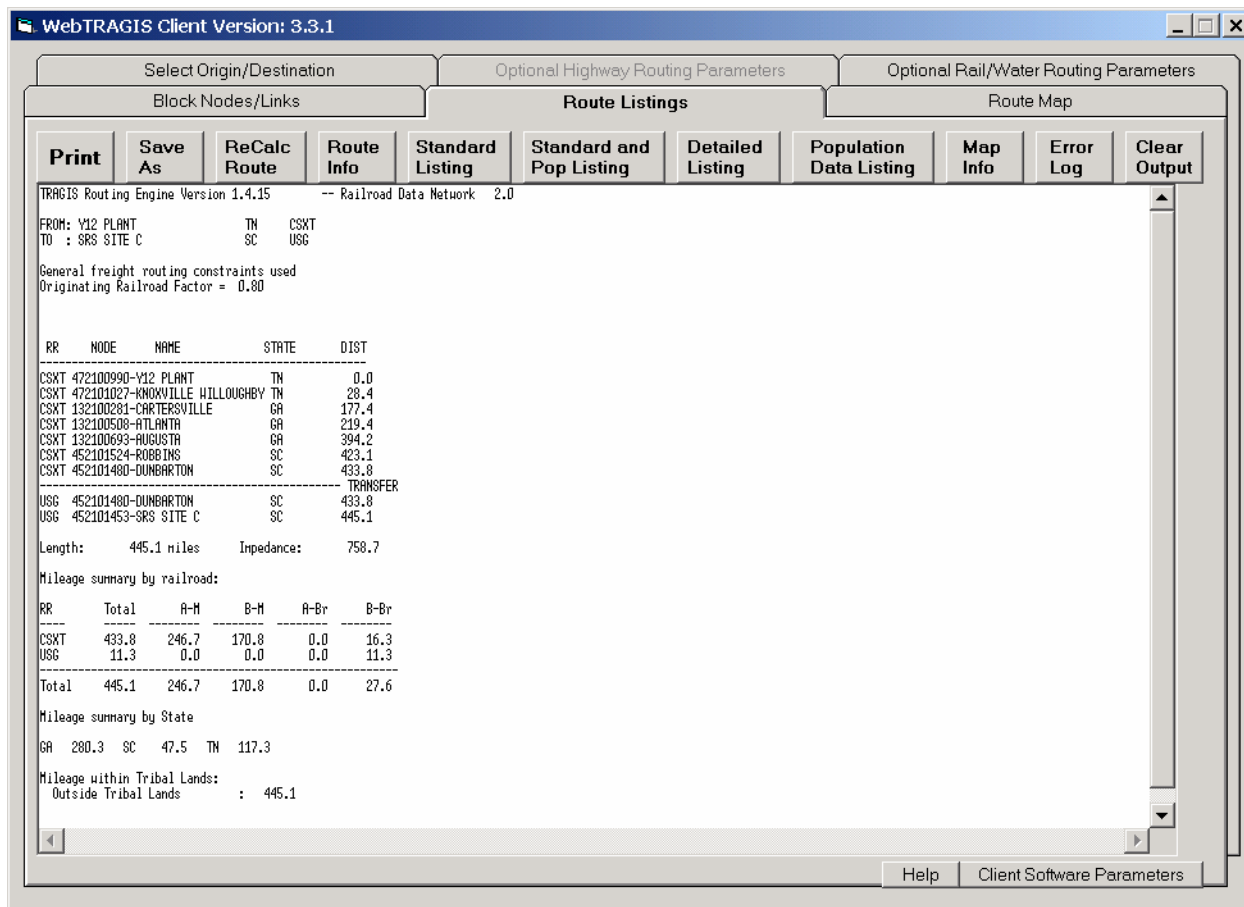 WebTRAGIS Client Version: 3.3.1
Select Origin/Destination Optional Highway Routing Parameters Optional Rail/Water Routing Parameters
Block Nodes/Links Route Listings Route Map
Print Save As ReCalc Route Route Info Standard Listing Standard and Pop Listing Detailed Listing Population Data Listing Map Info Error Log Clear Output
TRAGIS Routing Engine Version 1.4.15 -- Railroad Data Network 2.0
FROM: Y12 PLANT TN CSXT
TO : SRS SITE C SC USG
General freight routing constraints used
Originating Railroad Factor = 0.80
RR NODE NAME STATE DIST
------------------------------------------------------
CSXT 472100990-Y12 PLANT TN 0.0
CSXT 472101027-KNOXVILLE WILLOUGHBY TN 28.4
CSXT 132100281-CARTERSVILLE GA 177.4
CSXT 132100508-ATLANTA GA 219.4
CSXT 132100693-AUGUSTA GA 394.2
CSXT 452101524-ROBBINS SC 423.1
CSXT 452101480-DUNBARTON SC 433.8
-------------------------------------------------- TRANSFER
USG 452101480-DUNBARTON SC 433.8
USG 452101453-SRS SITE C SC 445.1
Length: 445.1 miles Impedance: 758.7
Mileage summary by railroad:
RR Total A-M B-M A-Br B-Br
---- ----- -------- -------- -------- --------
CSXT 433.8 246.7 170.8 0.0 16.3
USG 11.3 0.0 0.0 0.0 11.3
-----------------------------------------------------------
Total 445.1 246.7 170.8 0.0 27.6
Mileage summary by State
GA 280.3 SC 47.5 TN 117.3
Mileage within Tribal Lands:
Outside Tribal Lands : 445.1
Help Client Software Parameters